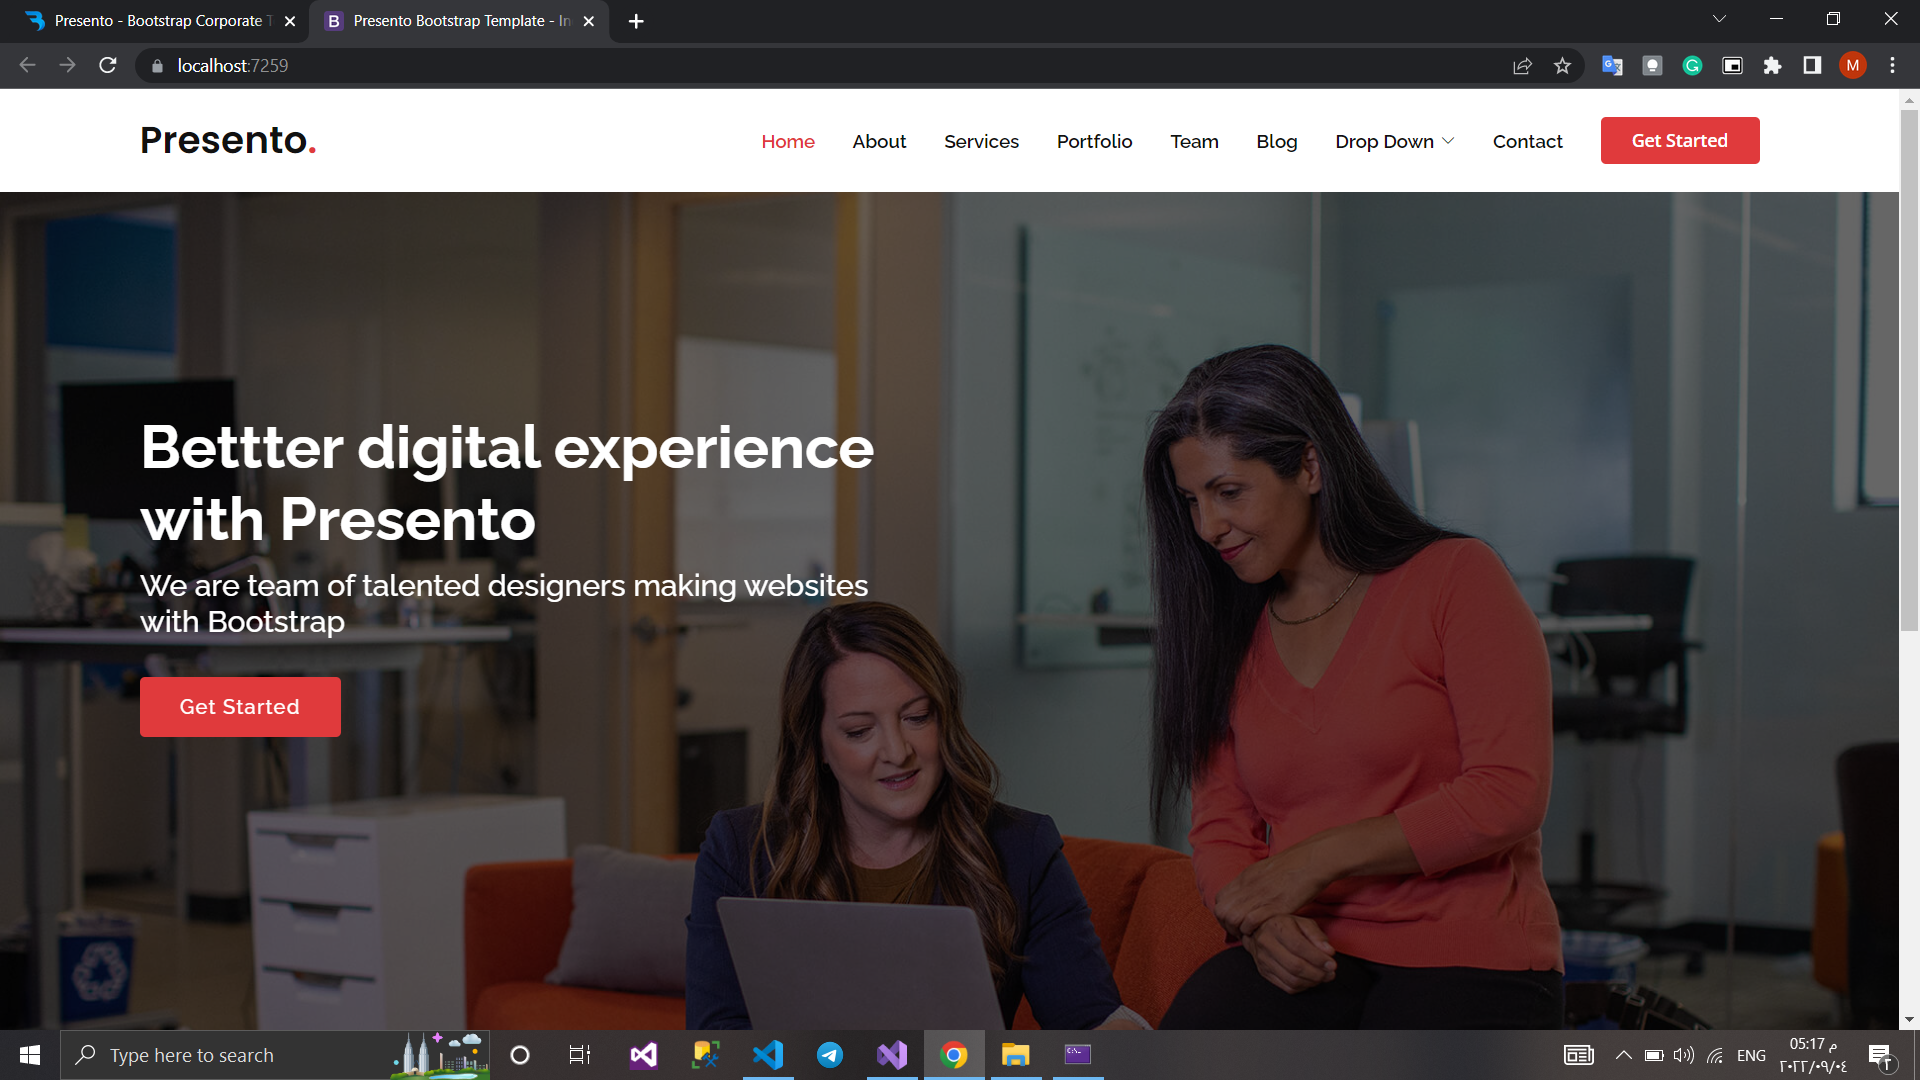 Presento - Bootstrap Corporate T
Presento Bootstrap Template - In
localhost:7259
M
Presento.
Home
About
Services
Portfolio
Team
Blog
Drop Down
Contact
Get Started
Bettter digital experience
with Presento
We are team of talented designers making websites
with Bootstrap
Get Started
Type here to search
ENG
05:17 م
٢٠٢٢/٠٩/٠٤